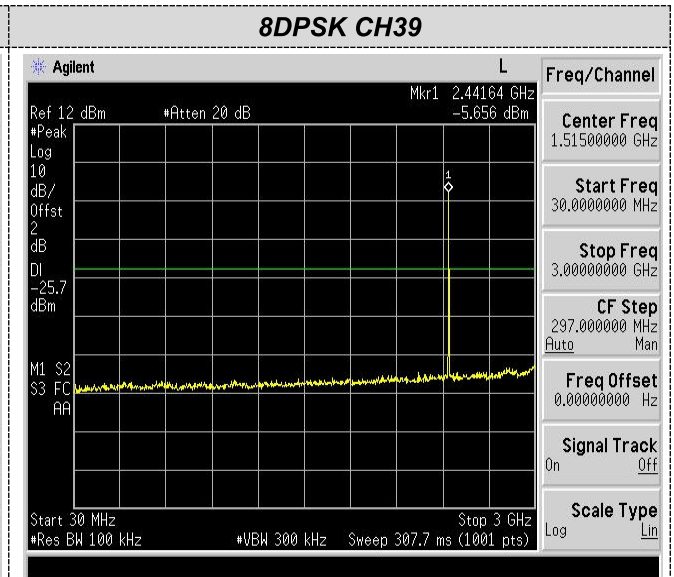 8DPSK CH39
Agilent
L
Freq/Channel
Mkr1 2.44164 GHz
Ref 12 dBm #Atten 20 dB -5.656 dBm
#Peak
Log
10
dB/
Offst
2
dB
DI
-25.7
dBm
M1 S2
S3 FC
AA
1
Start 30 MHz Stop 3 GHz
#Res BW 100 kHz #VBW 300 kHz Sweep 307.7 ms (1001 pts)
Center Freq
1.51500000 GHz
Start Freq
30.0000000 MHz
Stop Freq
3.00000000 GHz
CF Step
297.000000 MHz
Auto Man
Freq Offset
0.00000000 Hz
Signal Track
On Off
Scale Type
Log Lin